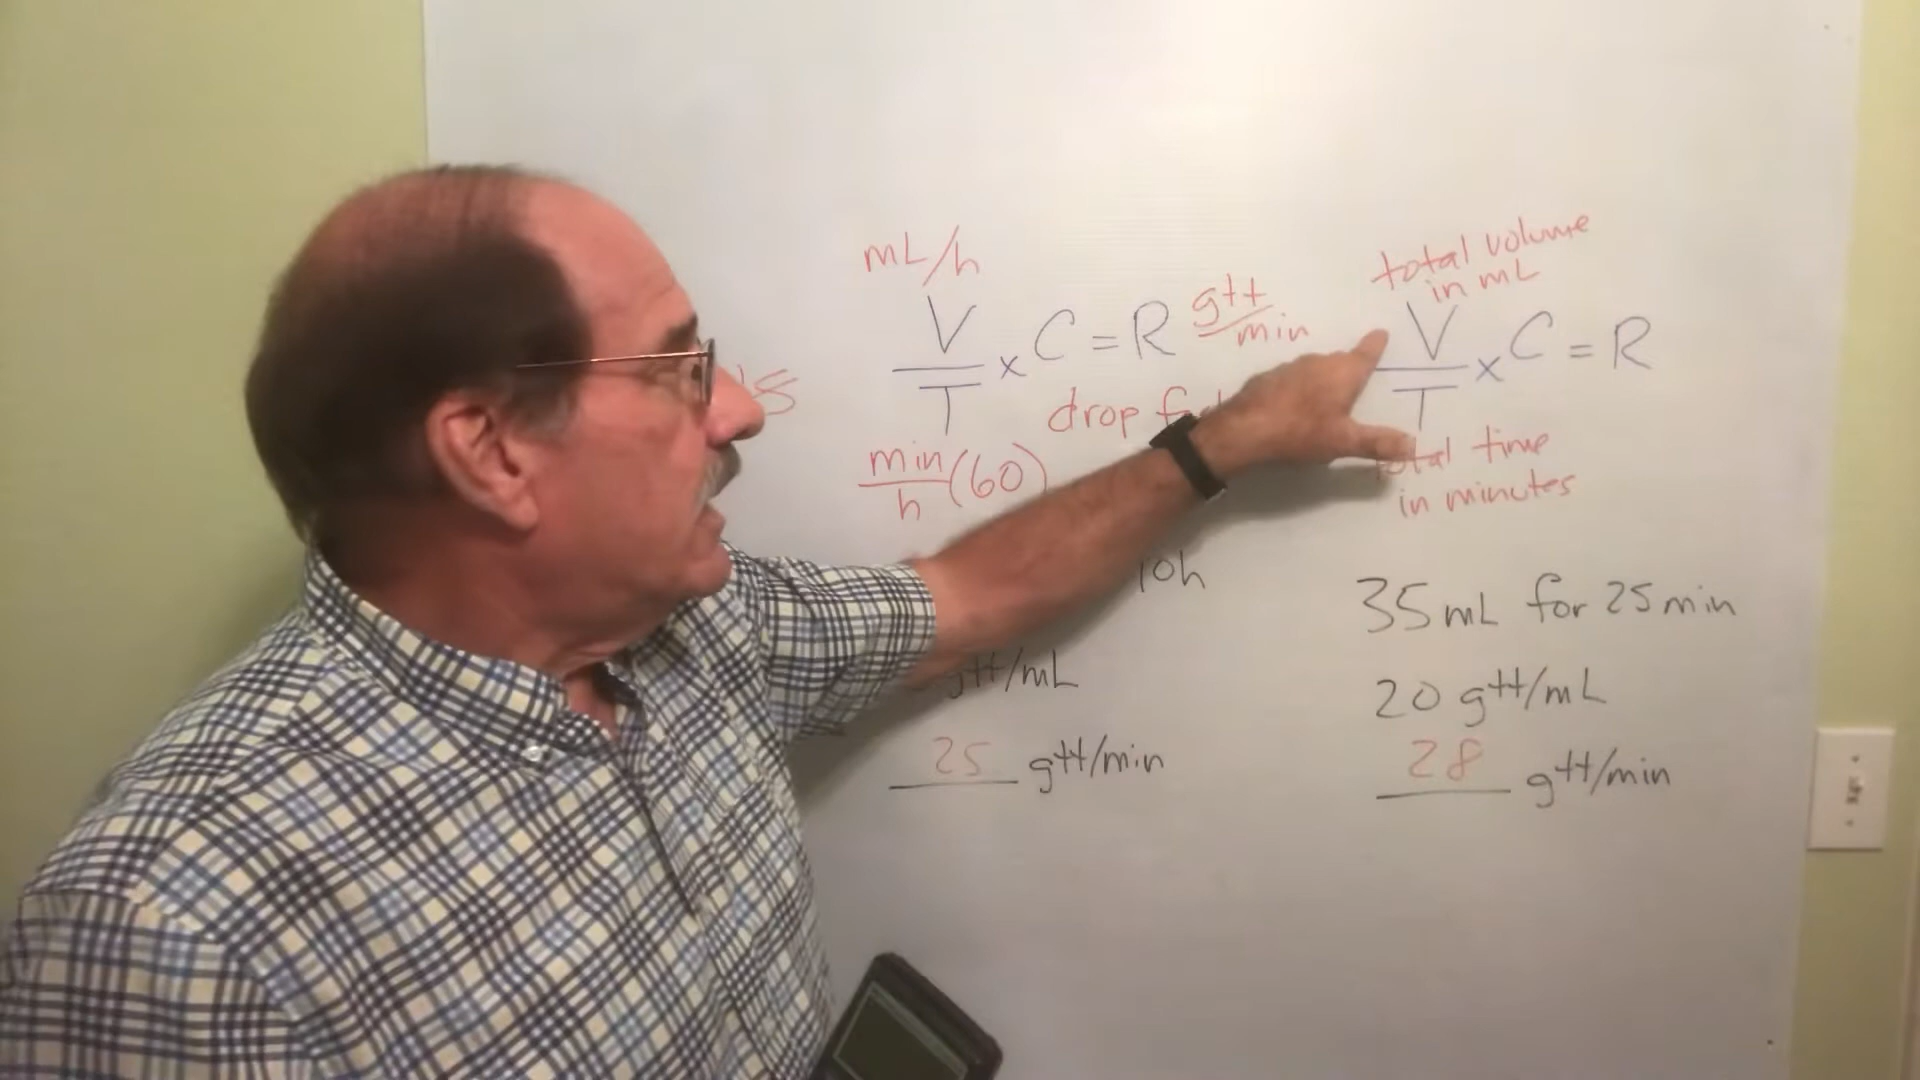 mL/h
V/T x C = R gtt/min
drop
min/h (60)
10h
gtt/mL
25 gtt/min
total volume
in mL
V/T x C = R
total time
in minutes
35 mL for 25 min
20 gtt/mL
28 gtt/min